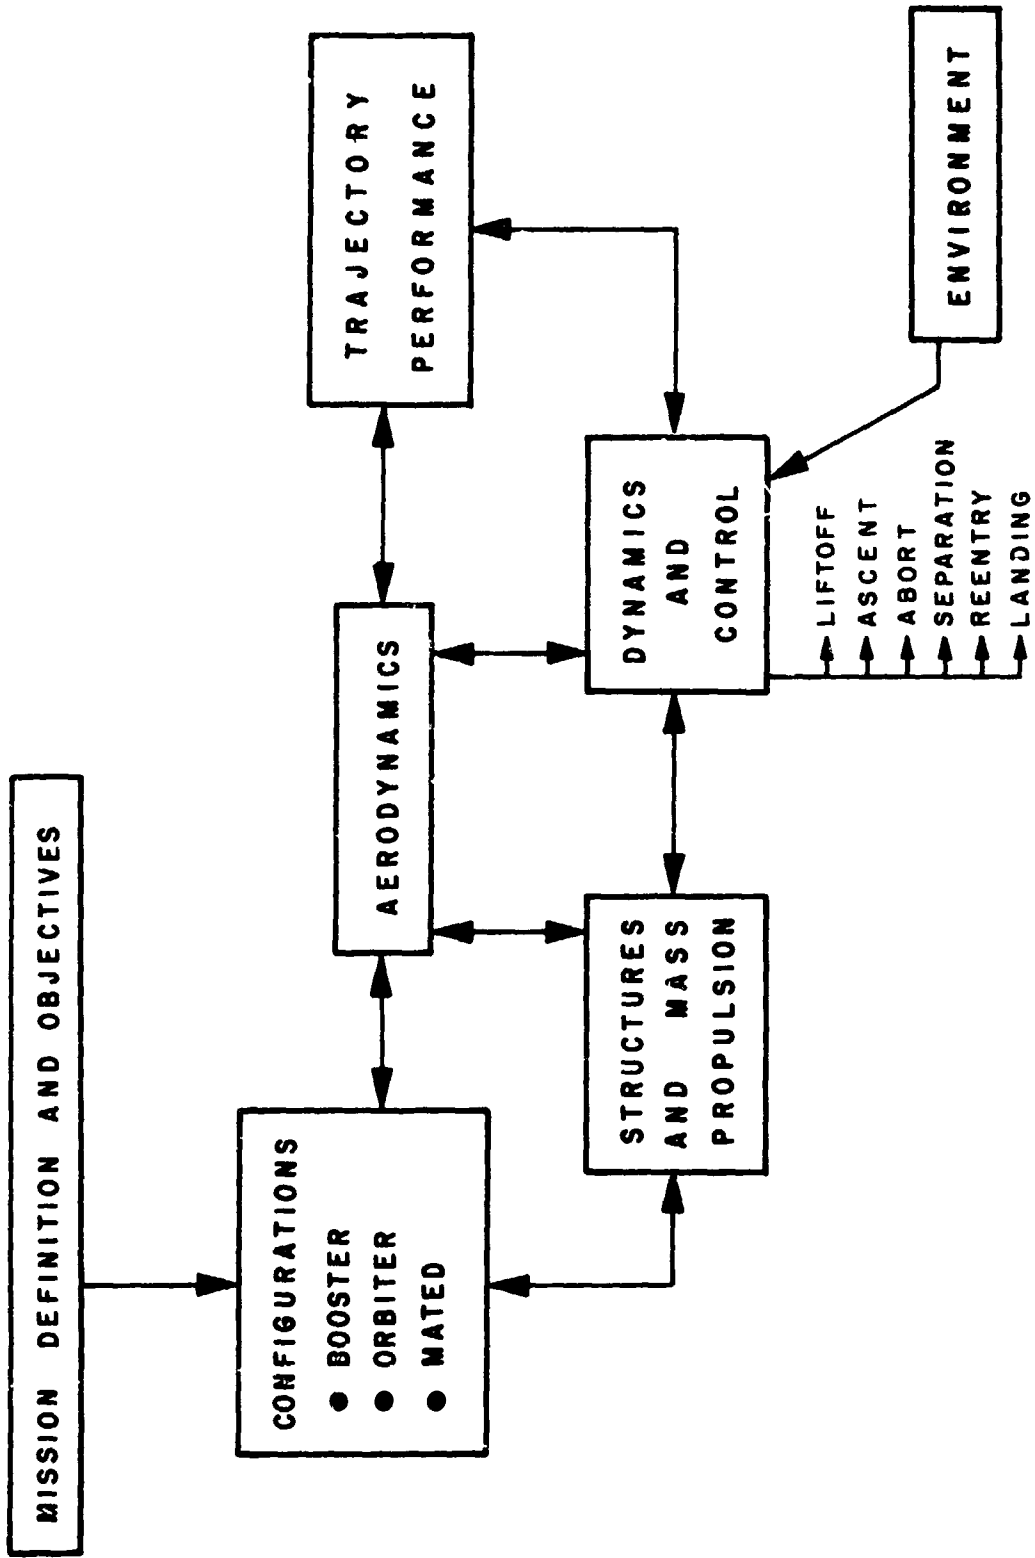 MISSION DEFINITION AND OBJECTIVES
CONFIGURATIONS
● BOOSTER
● ORBITER
● MATED
AERODYNAMICS
TRAJECTORY
PERFORMANCE
STRUCTURES
AND MASS
PROPULSION
DYNAMICS
AND
CONTROL
LIFTOFF
ASCENT
ABORT
SEPARATION
REENTRY
LANDING
ENVIRONMENT